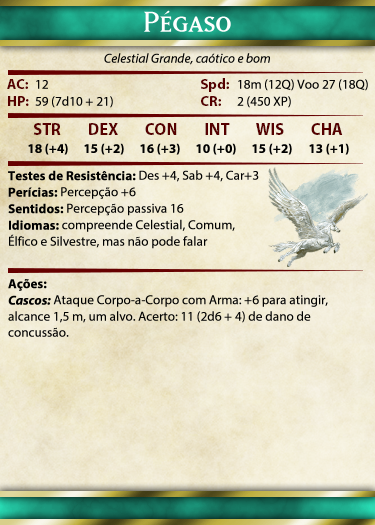 PÉGASO
Celestial Grande, caótico e bom
AC: 12 Spd: 18m (12Q) Voo 27 (18Q)
HP: 59 (7d10 + 21) CR: 2 (450 XP)
STR DEX CON INT WIS CHA
18 (+4) 15 (+2) 16 (+3) 10 (+0) 15 (+2) 13 (+1)
Testes de Resistência: Des +4, Sab +4, Car+3
Perícias: Percepção +6
Sentidos: Percepção passiva 16
Idiomas: compreende Celestial, Comum,
Élfico e Silvestre, mas não pode falar
Ações:
Cascos: Ataque Corpo-a-Corpo com Arma: +6 para atingir,
alcance 1,5 m, um alvo. Acerto: 11 (2d6 + 4) de dano de
concussão.